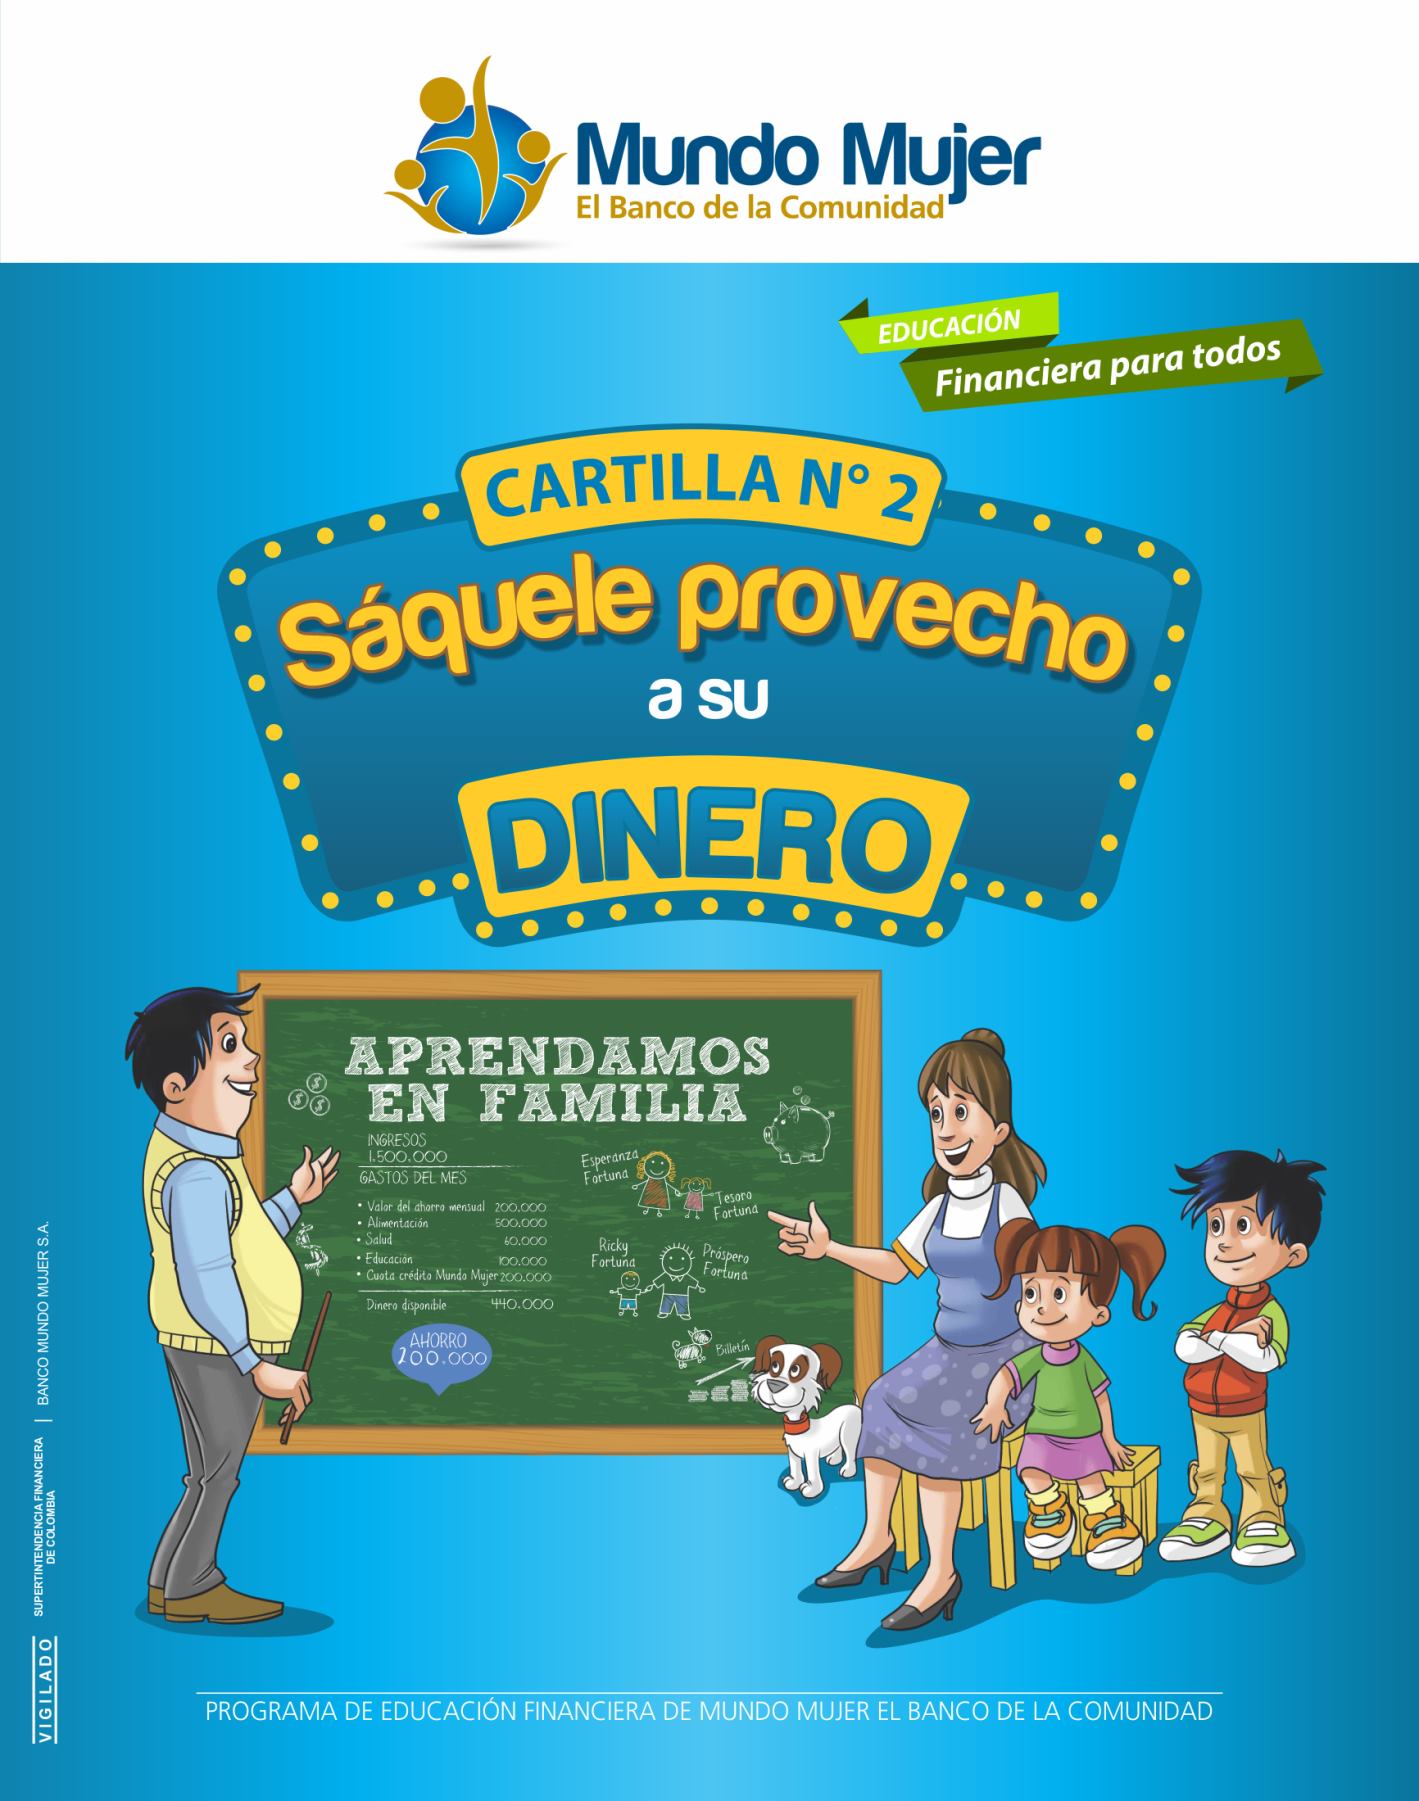 Mundo Mujer
El Banco de la Comunidad
EDUCACIÓN
Financiera para todos
CARTILLA N° 2
Sáquele provecho
a su
DINERO
APRENDAMOS
EN FAMILIA
INGRESOS
1.500.000
GASTOS DEL MES
• Valor del ahorro mensual 200.000
• Alimentación 500.000
• Salud 60.000
• Educación 100.000
• Cuota crédito Mundo Mujer 200.000
Dinero disponible 440.000
AHORRO
200.000
Esperanza
Fortuna
Tesoro
Fortuna
Ricky
Fortuna
Próspero
Fortuna
Billetín
VIGILADO SUPERTINTENDENCIA FINANCIERA
DE COLOMBIA | BANCO MUNDO MUJER S.A.
PROGRAMA DE EDUCACIÓN FINANCIERA DE MUNDO MUJER EL BANCO DE LA COMUNIDAD